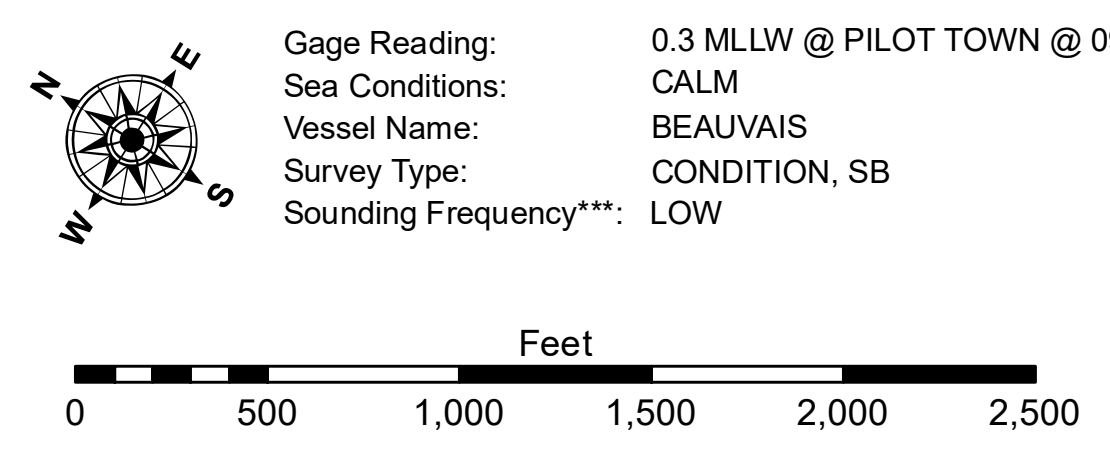 N
E
S
W
Gage Reading: 0.3 MLLW @ PILOT TOWN @
Sea Conditions: CALM
Vessel Name: BEAUVAIS
Survey Type: CONDITION, SB
Sounding Frequency***: LOW
Feet
0 500 1,000 1,500 2,000 2,500